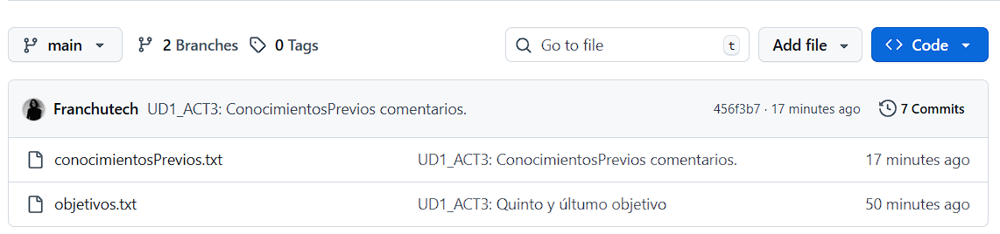 main 2 Branches 0 Tags Go to file t Add file Code
Franchutech UD1_ACT3: ConocimientosPrevios comentarios. 456f3b7 · 17 minutes ago 7 Commits
conocimientosPrevios.txt UD1_ACT3: ConocimientosPrevios comentarios. 17 minutes ago
objetivos.txt UD1_ACT3: Quinto y últumo objetivo 50 minutes ago